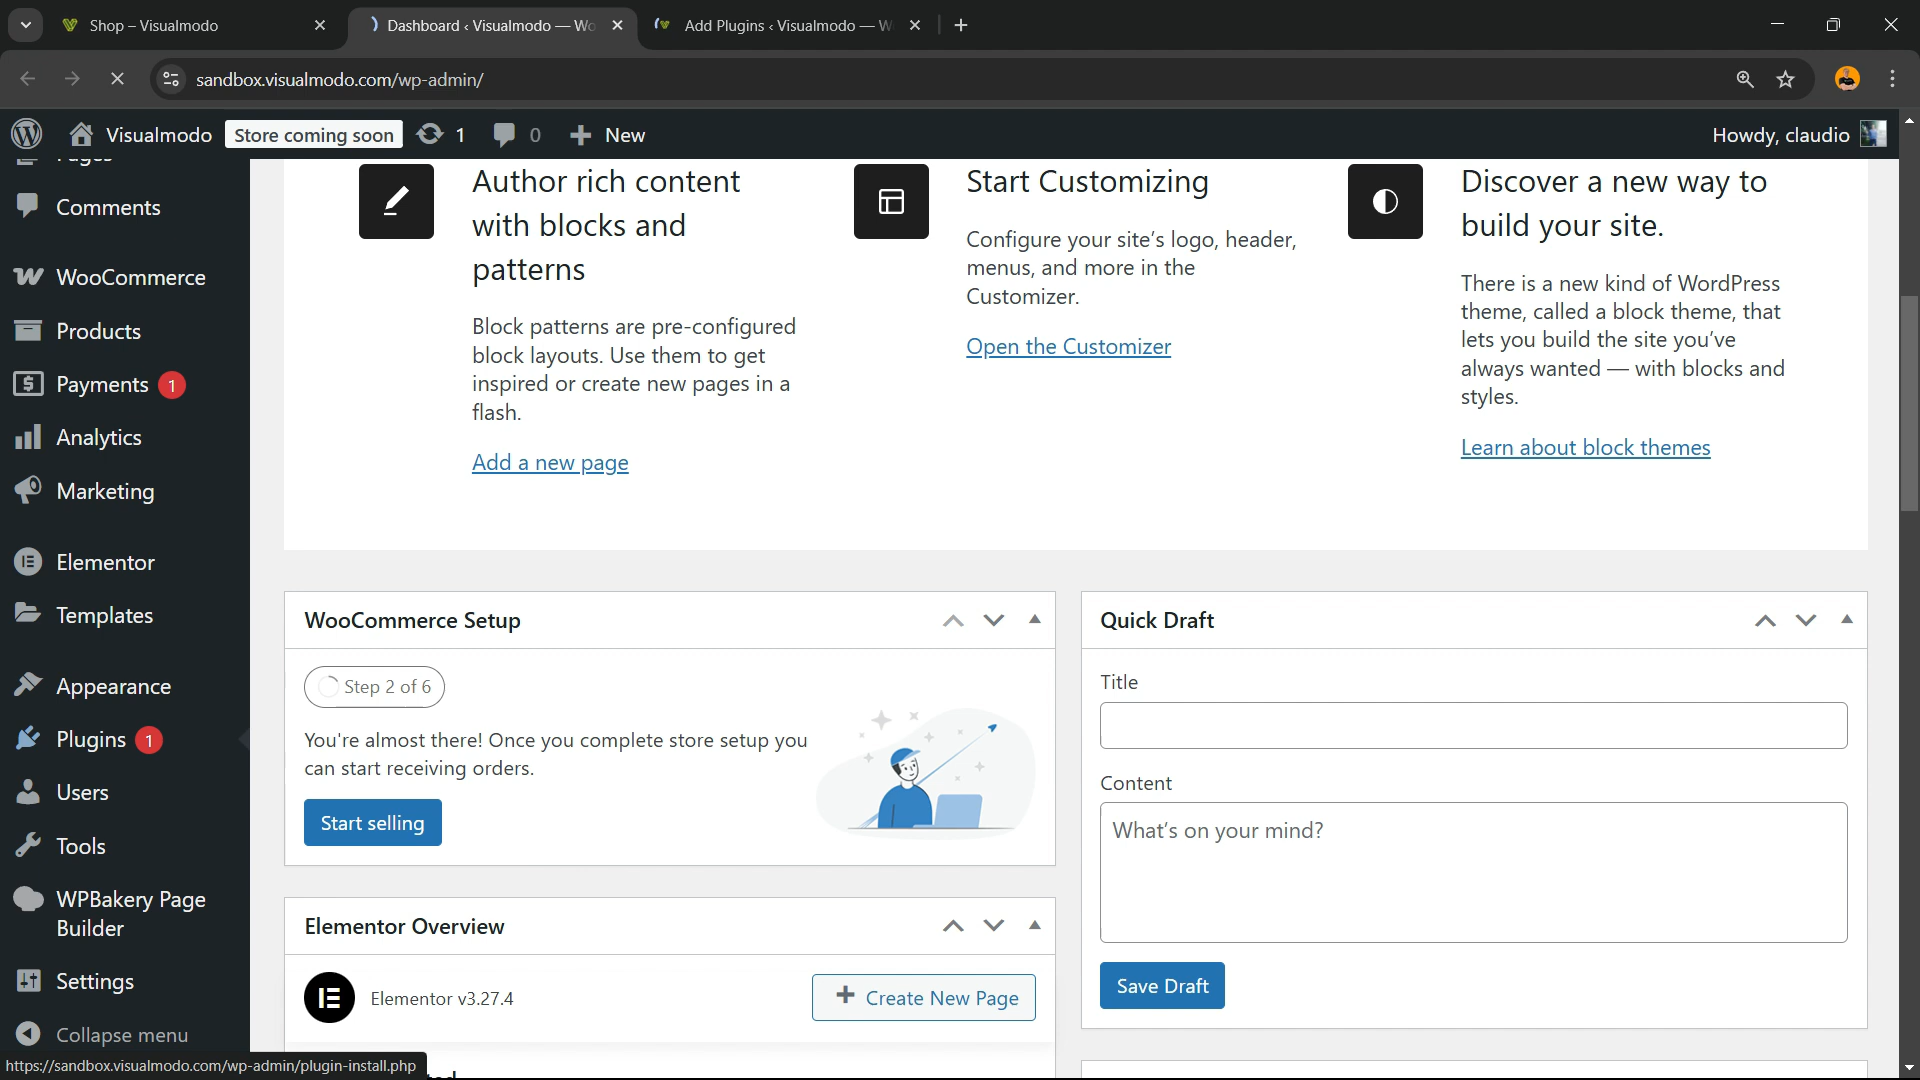 Shop – Visualmodo
Dashboard ‹ Visualmodo — Wo
Add Plugins ‹ Visualmodo — W
sandbox.visualmodo.com/wp-admin/
Visualmodo
Store coming soon
1
0
New
Howdy, claudio
Pages
Comments
WooCommerce
Products
Payments 1
Analytics
Marketing
Elementor
Templates
Appearance
Plugins 1
Users
Tools
WPBakery Page
Builder
Settings
Collapse menu
Author rich content
with blocks and
patterns
Block patterns are pre-configured
block layouts. Use them to get
inspired or create new pages in a
flash.
Add a new page
Start Customizing
Configure your site's logo, header,
menus, and more in the
Customizer.
Open the Customizer
Discover a new way to
build your site.
There is a new kind of WordPress
theme, called a block theme, that
lets you build the site you've
always wanted — with blocks and
styles.
Learn about block themes
WooCommerce Setup
Step 2 of 6
You're almost there! Once you complete store setup you
can start receiving orders.
Start selling
Elementor Overview
Elementor v3.27.4
Create New Page
Quick Draft
Title
Content
What's on your mind?
Save Draft
https://sandbox.visualmodo.com/wp-admin/plugin-install.php